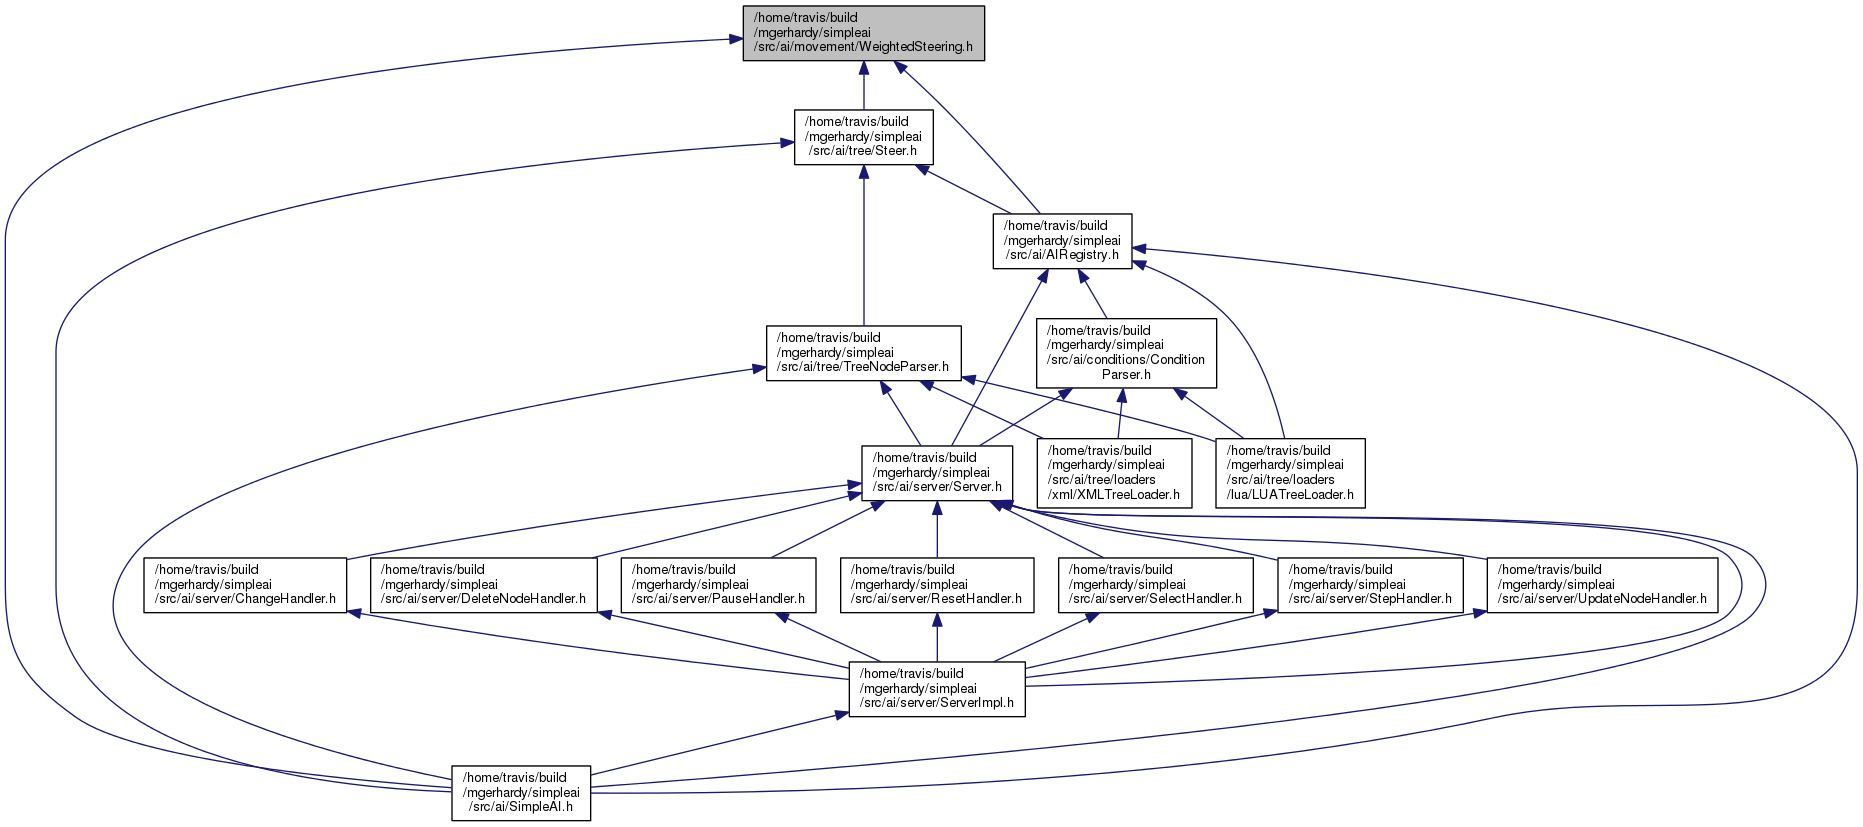 /home/travis/build
/mgerhardy/simpleai
/src/ai/movement/WeightedSteering.h
/home/travis/build
/mgerhardy/simpleai
/src/ai/tree/Steer.h
/home/travis/build
/mgerhardy/simpleai
/src/ai/AIRegistry.h
/home/travis/build
/mgerhardy/simpleai
/src/ai/tree/TreeNodeParser.h
/home/travis/build
/mgerhardy/simpleai
/src/ai/conditions/Condition
Parser.h
/home/travis/build
/mgerhardy/simpleai
/src/ai/server/Server.h
/home/travis/build
/mgerhardy/simpleai
/src/ai/tree/loaders
/xml/XMLTreeLoader.h
/home/travis/build
/mgerhardy/simpleai
/src/ai/tree/loaders
/lua/LUATreeLoader.h
/home/travis/build
/mgerhardy/simpleai
/src/ai/server/ChangeHandler.h
/home/travis/build
/mgerhardy/simpleai
/src/ai/server/DeleteNodeHandler.h
/home/travis/build
/mgerhardy/simpleai
/src/ai/server/PauseHandler.h
/home/travis/build
/mgerhardy/simpleai
/src/ai/server/ResetHandler.h
/home/travis/build
/mgerhardy/simpleai
/src/ai/server/SelectHandler.h
/home/travis/build
/mgerhardy/simpleai
/src/ai/server/StepHandler.h
/home/travis/build
/mgerhardy/simpleai
/src/ai/server/UpdateNodeHandler.h
/home/travis/build
/mgerhardy/simpleai
/src/ai/server/ServerImpl.h
/home/travis/build
/mgerhardy/simpleai
/src/ai/SimpleAI.h